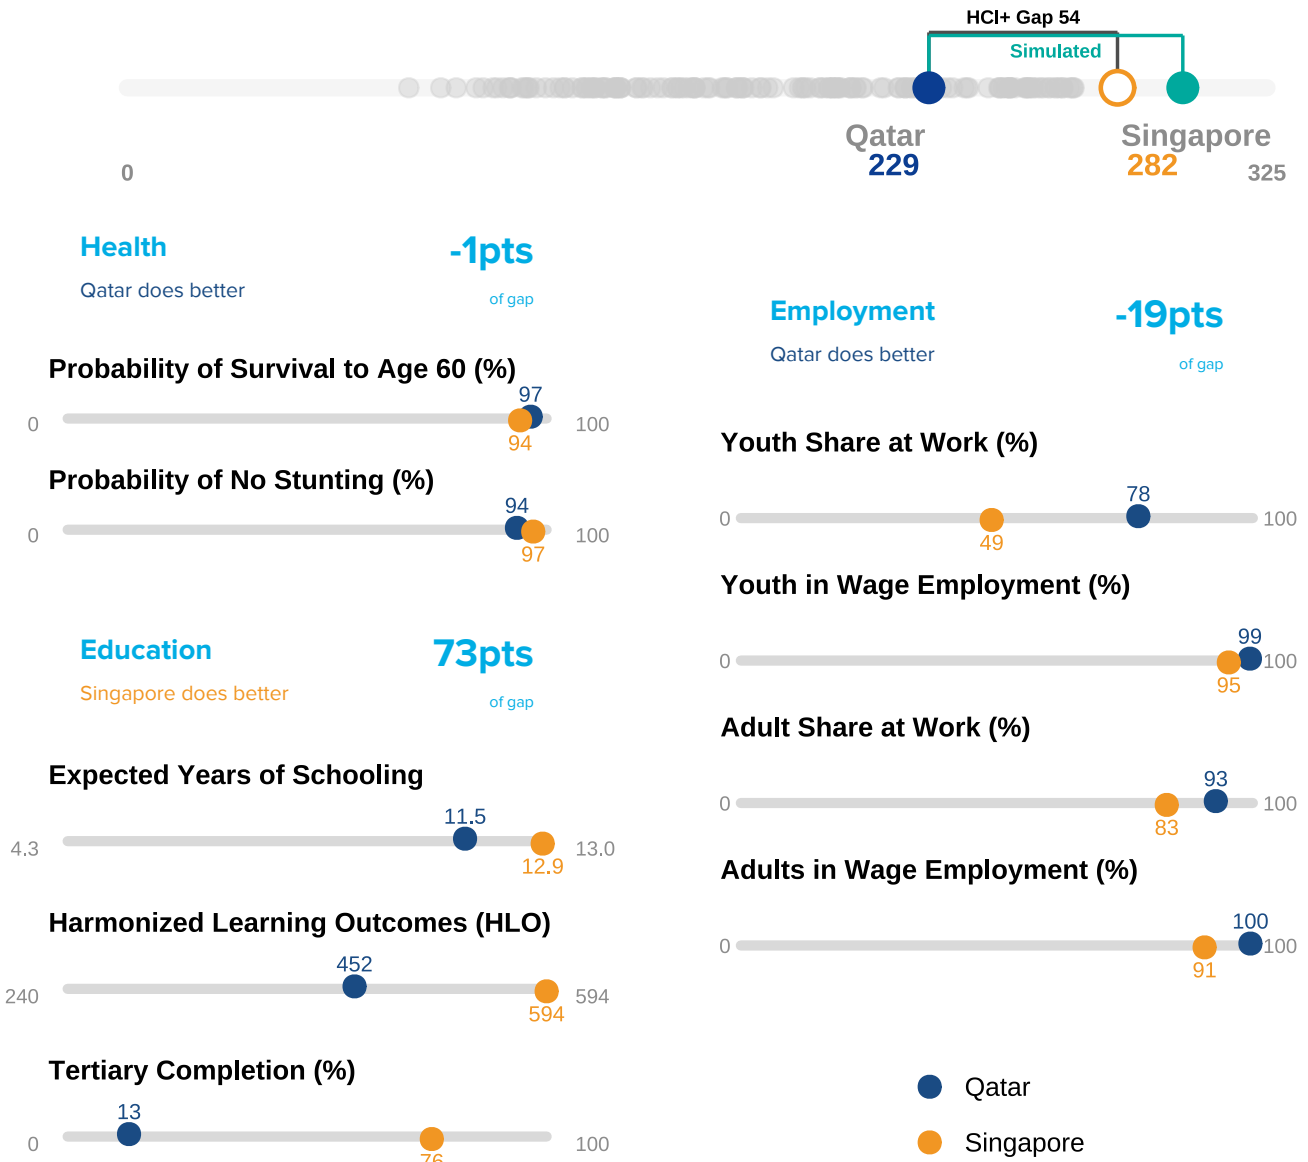 HCI+ Gap 54
Simulated
Qatar
Singapore
229
282
0
325
Health
-1pts
Qatar does better
of gap
Probability of Survival to Age 60 (%)
97
0
100
94
Probability of No Stunting (%)
94
0
100
97
Education
73pts
Singapore does better
of gap
Expected Years of Schooling
11.5
4.3
13.0
12.9
Harmonized Learning Outcomes (HLO)
452
240
594
594
Tertiary Completion (%)
13
0
100
76
Employment
-19pts
Qatar does better
of gap
Youth Share at Work (%)
78
0
100
49
Youth in Wage Employment (%)
99
0
100
95
Adult Share at Work (%)
93
0
100
83
Adults in Wage Employment (%)
100
0
100
91
Qatar
Singapore